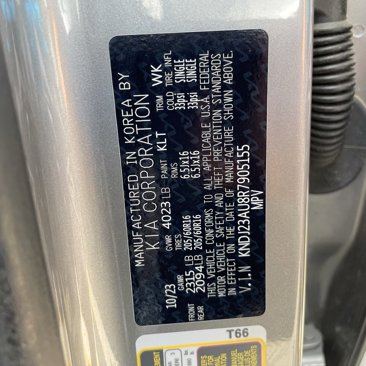 MANUFACTURED IN KOREA BY
KIA CORPORATION
10/23 GVWR 4023 LB PAINT KLT TRIM WK
GAWR TIRES RIMS COLD TIRE INFL
FRONT 2315 LB 205/60R16 6.5Jx16 33psi SINGLE
REAR 2094 LB 205/60R16 6.5Jx16 33psi SINGLE
THIS VEHICLE CONFORMS TO ALL APPLICABLE U.S.A. FEDERAL
MOTOR VEHICLE SAFETY AND THEFT PREVENTION STANDARDS
IN EFFECT ON THE DATE OF MANUFACTURE SHOWN ABOVE.
V.I.N KNDJ23AU8R7905155
MPV
T66